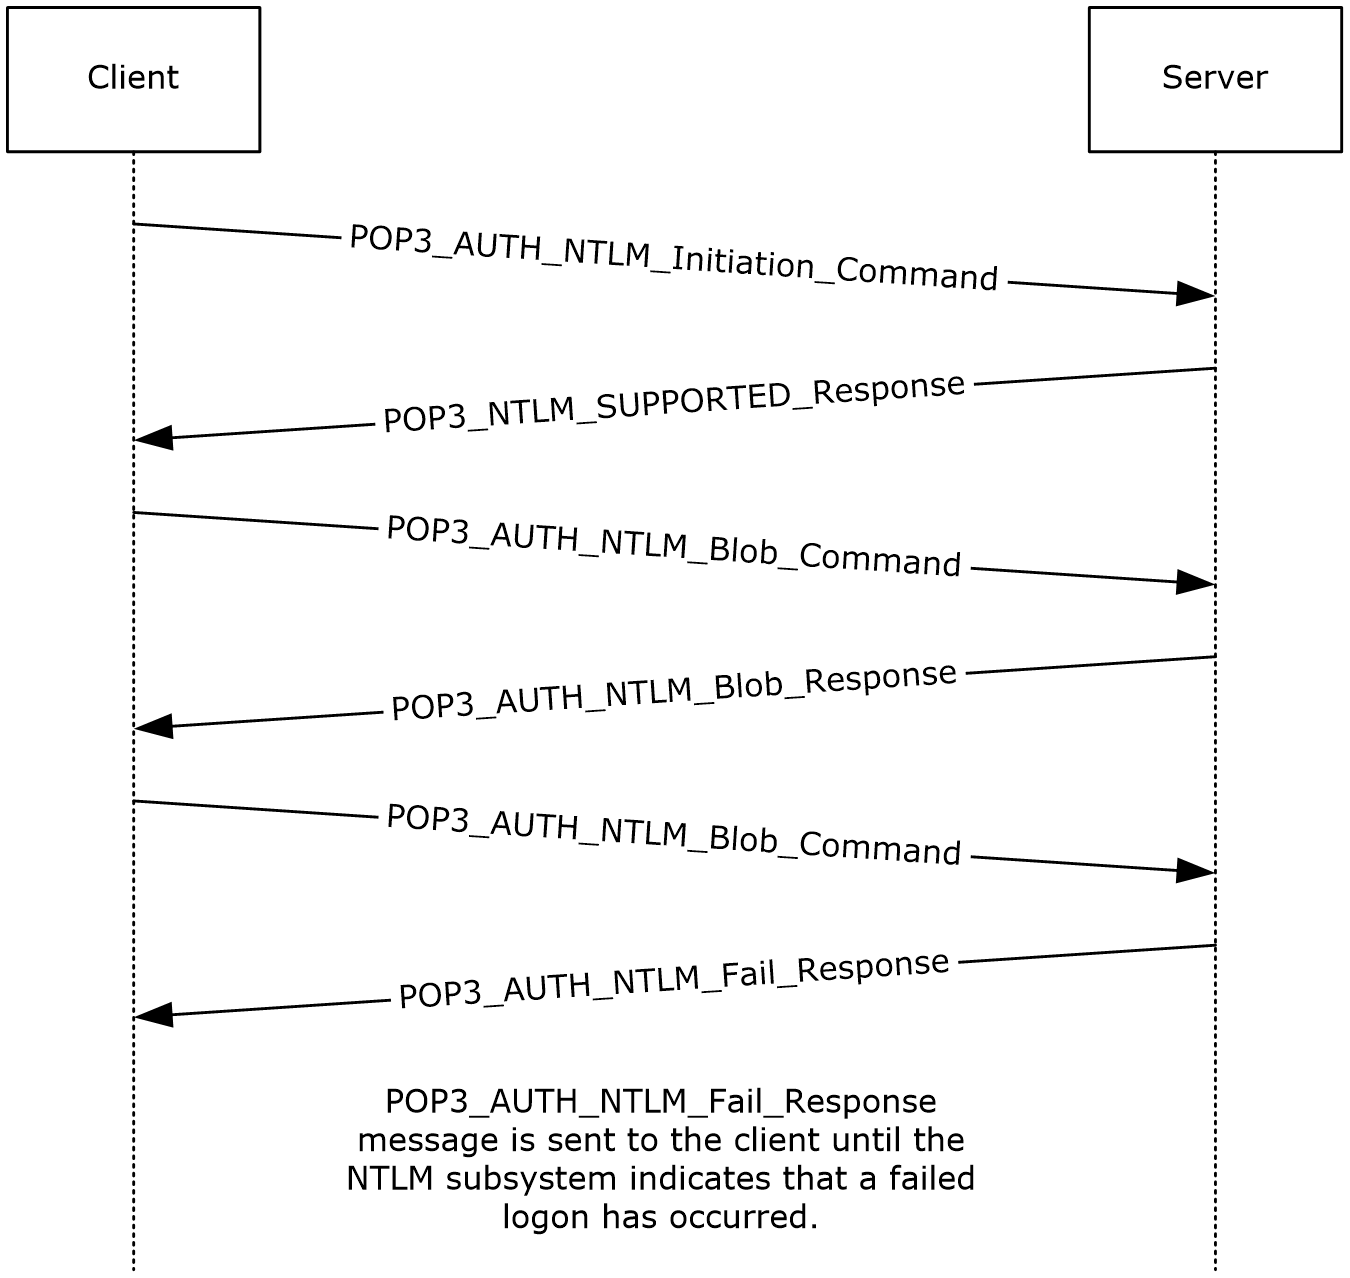 Client
Server
POP3_AUTH_NTLM_Initiation_Command
POP3_NTLM_SUPPORTED_Response
POP3_AUTH_NTLM_Blob_Command
POP3_AUTH_NTLM_Blob_Response
POP3_AUTH_NTLM_Blob_Command
POP3_AUTH_NTLM_Fail_Response
POP3_AUTH_NTLM_Fail_Response
message is sent to the client until the
NTLM subsystem indicates that a failed
logon has occurred.